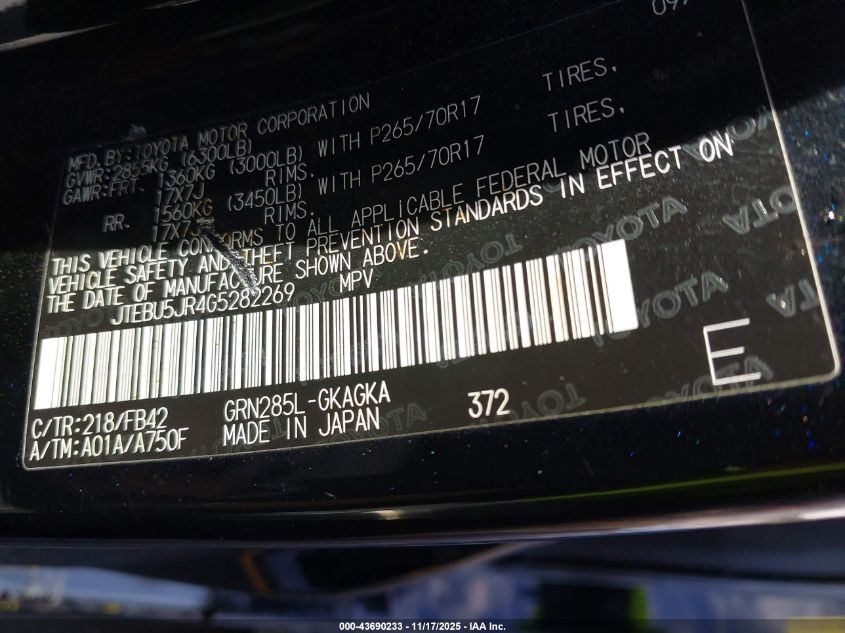 MFD. BY: TOYOTA MOTOR CORPORATION
GVWR: 2855KG (6300LB)
GAWR: FRT. 1360KG (3000LB) WITH P265/70R17 TIRES,
17X7J RIMS,
RR. 1560KG (3450LB) WITH P265/70R17 TIRES,
17X7J RIMS.
THIS VEHICLE CONFORMS TO ALL APPLICABLE FEDERAL MOTOR
VEHICLE SAFETY AND THEFT PREVENTION STANDARDS IN EFFECT ON
THE DATE OF MANUFACTURE SHOWN ABOVE.
JTEBU5JR4G5282269 MPV
C/TR: 218/FB42 GRN285L-GKAGKA 372
A/TM: A01A/A750F MADE IN JAPAN
E
TOYOTA
000-43690233 - 11/17/2025 - IAA Inc.